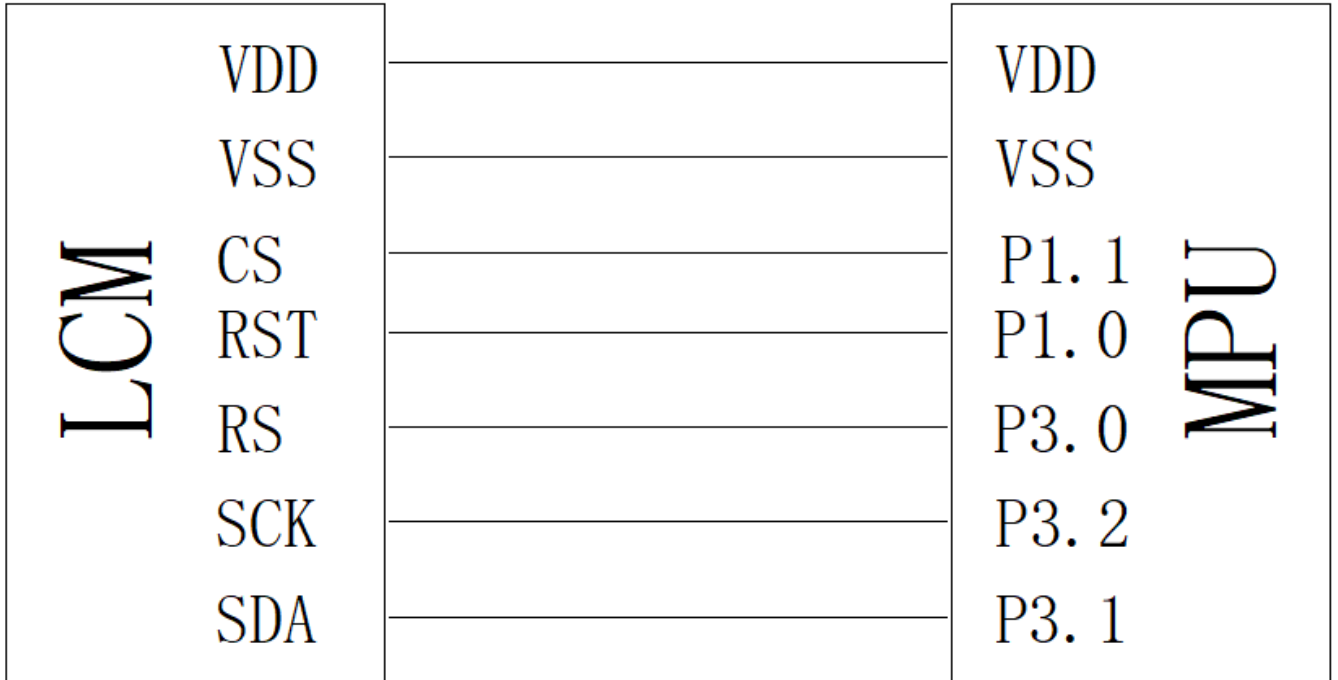 LCM
VDD VDD
VSS VSS
CS P1.1
RST P1.0
RS P3.0
SCK P3.2
SDA P3.1
MPU